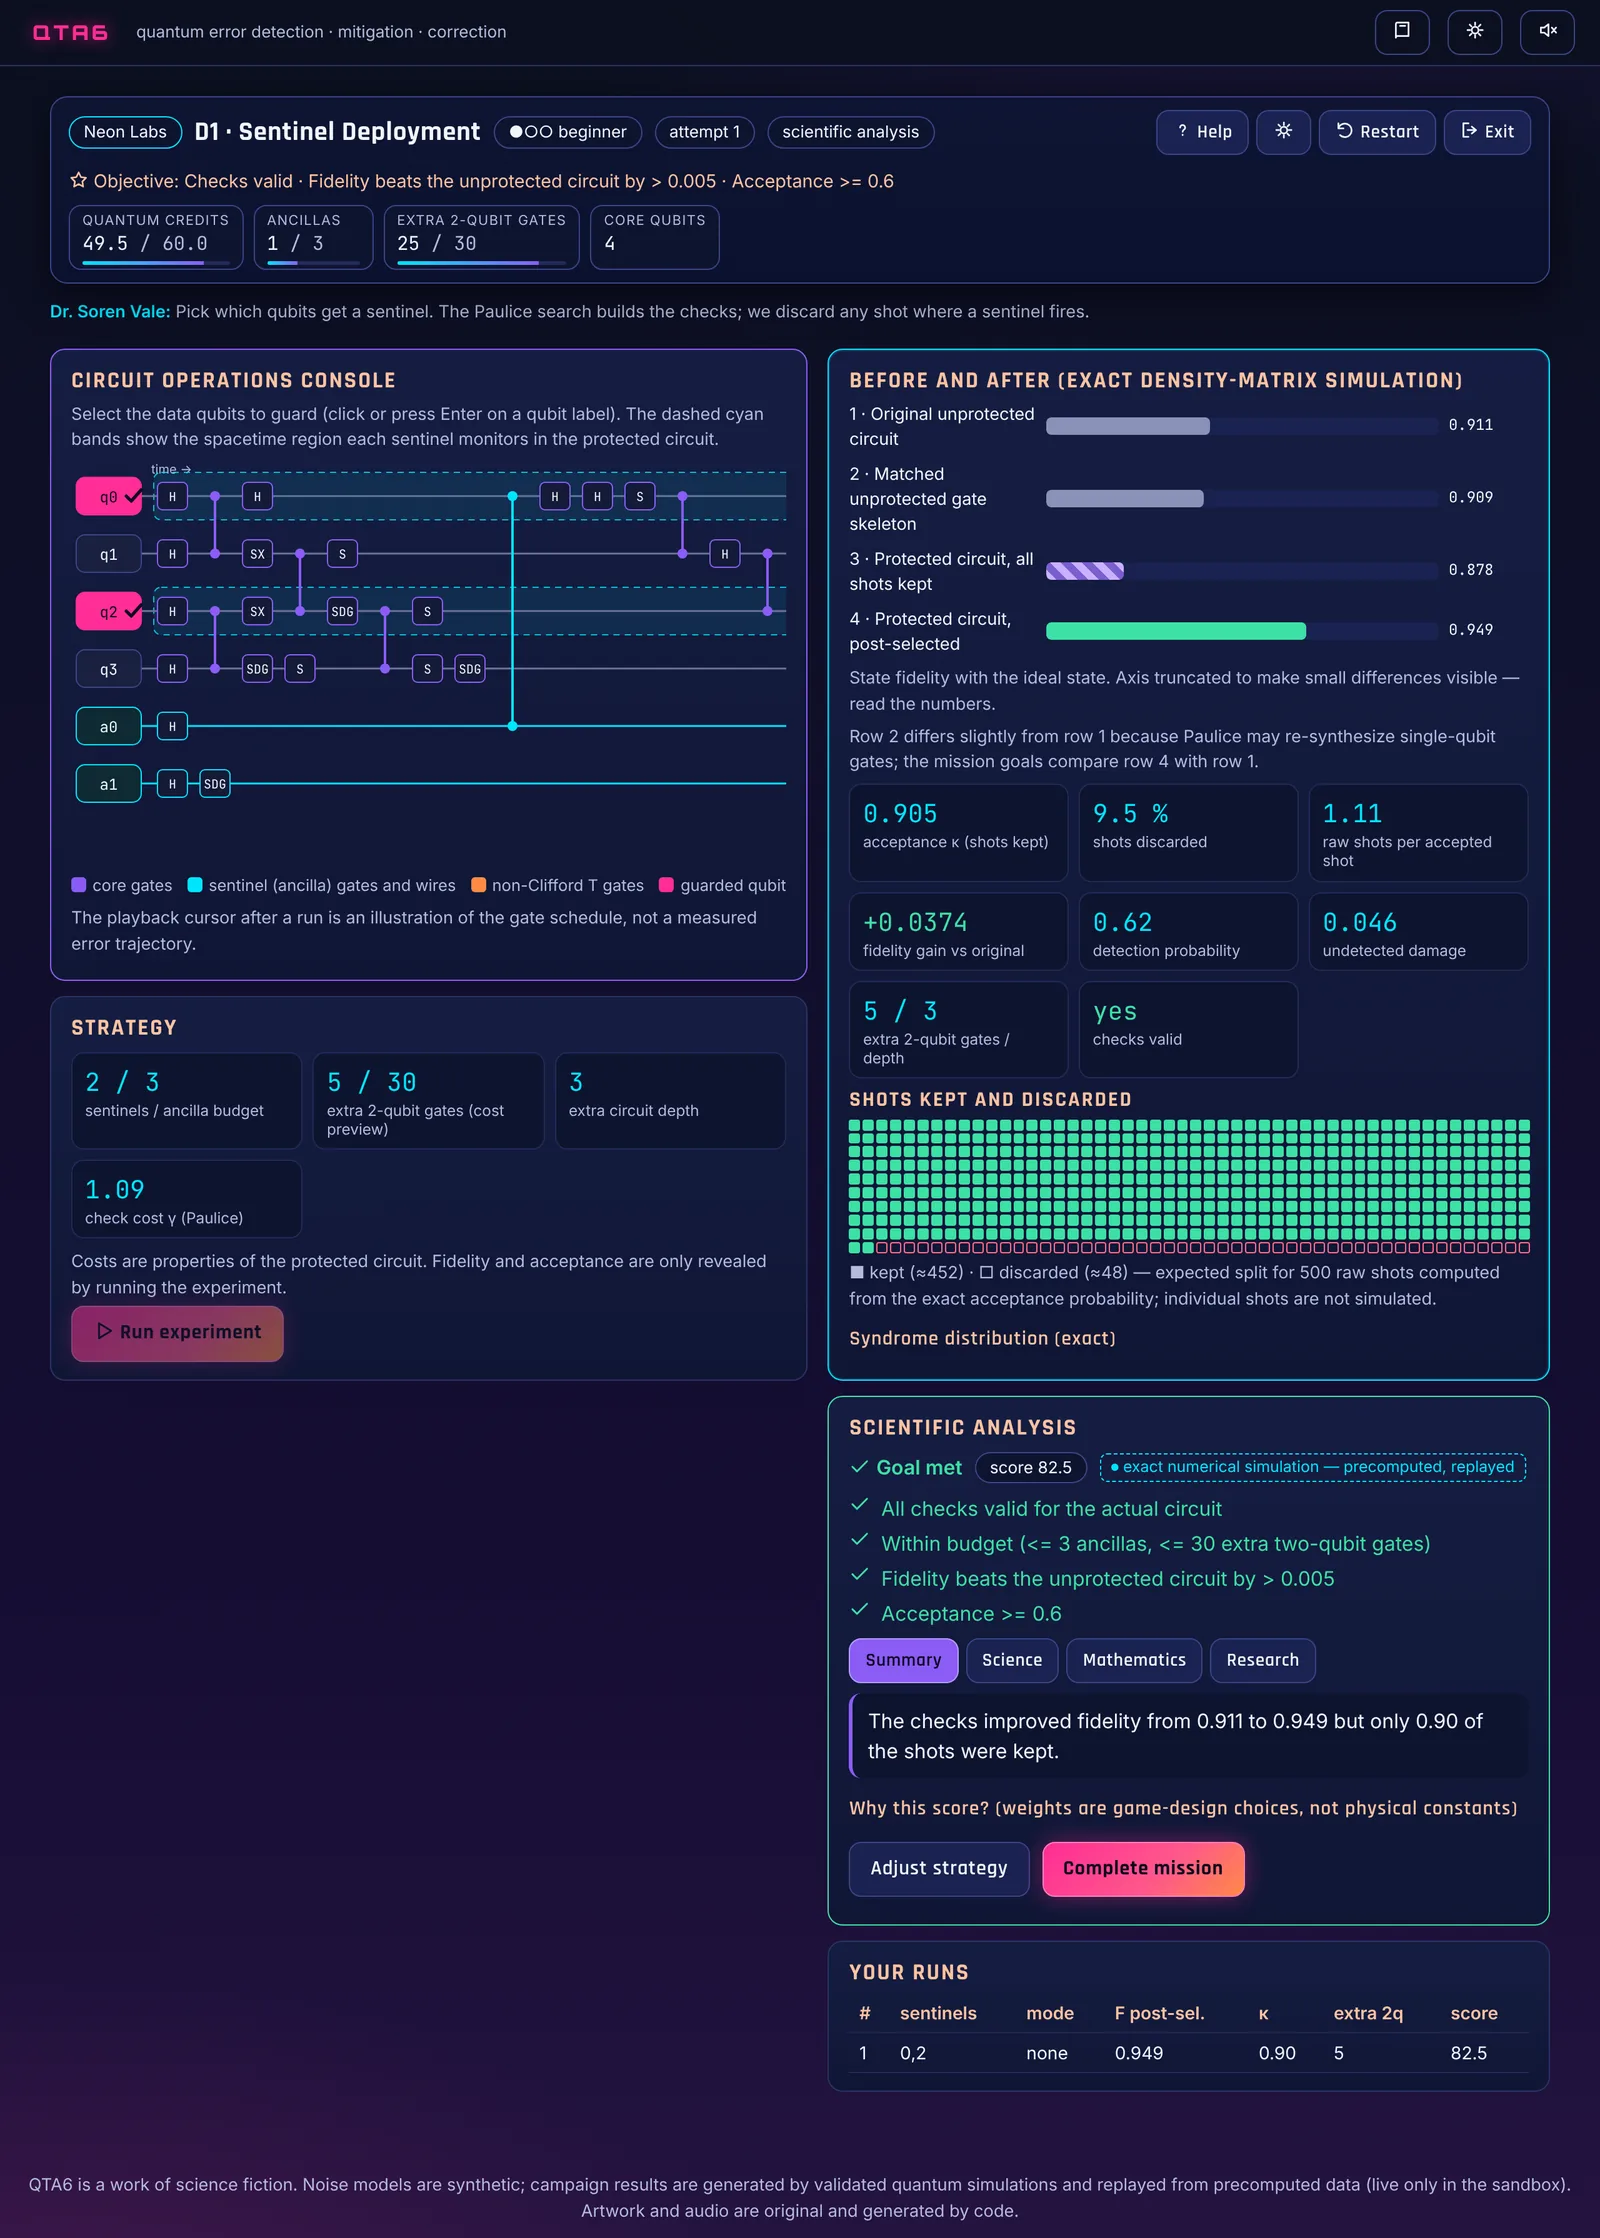 QTA6
quantum error detection · mitigation · correction
Neon Labs
D1 · Sentinel Deployment
●○○ beginner
attempt 1
scientific analysis
? Help
Restart
Exit
☆ Objective: Checks valid · Fidelity beats the unprotected circuit by > 0.005 · Acceptance >= 0.6
QUANTUM CREDITS
49.5 / 60.0
ANCILLAS
1 / 3
EXTRA 2-QUBIT GATES
25 / 30
CORE QUBITS
4
Dr. Soren Vale: Pick which qubits get a sentinel. The Paulice search builds the checks; we discard any shot where a sentinel fires.
CIRCUIT OPERATIONS CONSOLE
Select the data qubits to guard (click or press Enter on a qubit label). The dashed cyan
bands show the spacetime region each sentinel monitors in the protected circuit.
time →
q0 H H H H S
q1 H SX S H
q2 H SX SDG S
q3 H SDG S S SDG
a0 H
a1 H SDG
core gates
sentinel (ancilla) gates and wires
non-Clifford T gates
guarded qubit
The playback cursor after a run is an illustration of the gate schedule, not a measured
error trajectory.
STRATEGY
2 / 3
sentinels / ancilla budget
5 / 30
extra 2-qubit gates (cost
preview)
3
extra circuit depth
1.09
check cost γ (Paulice)
Costs are properties of the protected circuit. Fidelity and acceptance are only revealed
by running the experiment.
Run experiment
BEFORE AND AFTER (EXACT DENSITY-MATRIX SIMULATION)
1 · Original unprotected
circuit
0.911
2 · Matched
unprotected gate
skeleton
0.909
3 · Protected circuit, all
shots kept
0.878
4 · Protected circuit,
post-selected
0.949
State fidelity with the ideal state. Axis truncated to make small differences visible —
read the numbers.
Row 2 differs slightly from row 1 because Paulice may re-synthesize single-qubit
gates; the mission goals compare row 4 with row 1.
0.905
acceptance κ (shots kept)
9.5 %
shots discarded
1.11
raw shots per accepted
shot
+0.0374
fidelity gain vs original
0.62
detection probability
0.046
undetected damage
5 / 3
extra 2-qubit gates /
depth
yes
checks valid
SHOTS KEPT AND DISCARDED
■ kept (≈452) · □ discarded (≈48) — expected split for 500 raw shots computed
from the exact acceptance probability; individual shots are not simulated.
Syndrome distribution (exact)
SCIENTIFIC ANALYSIS
✓ Goal met
score 82.5
● exact numerical simulation — precomputed, replayed
✓ All checks valid for the actual circuit
✓ Within budget (<= 3 ancillas, <= 30 extra two-qubit gates)
✓ Fidelity beats the unprotected circuit by > 0.005
✓ Acceptance >= 0.6
Summary
Science
Mathematics
Research
The checks improved fidelity from 0.911 to 0.949 but only 0.90 of
the shots were kept.
Why this score? (weights are game-design choices, not physical constants)
Adjust strategy
Complete mission
YOUR RUNS
# sentinels mode F post-sel. κ extra 2q score
1 0,2 none 0.949 0.90 5 82.5
QTA6 is a work of science fiction. Noise models are synthetic; campaign results are generated by validated quantum simulations and replayed from precomputed data (live only in the sandbox).
Artwork and audio are original and generated by code.